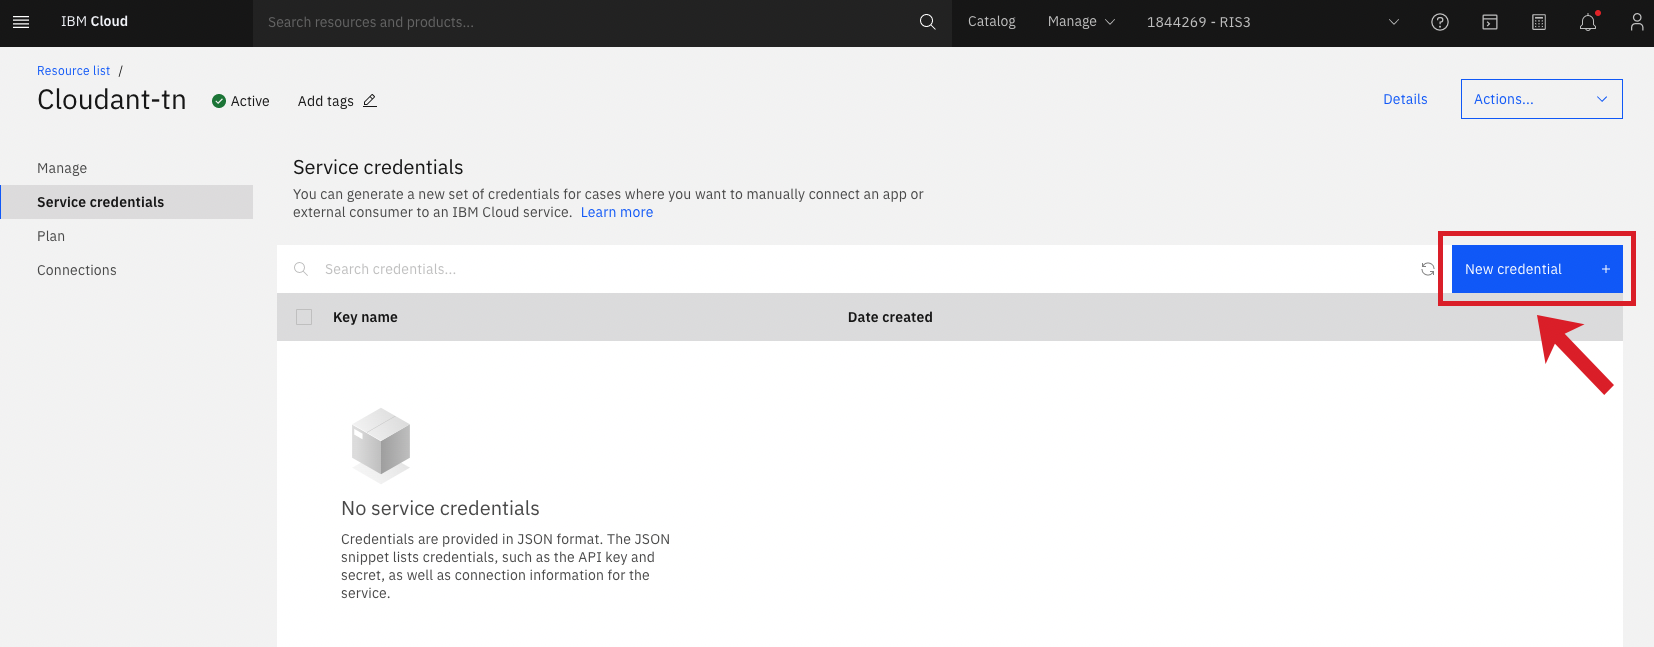 IBM Cloud
Search resources and products...
Catalog
Manage
1844269 - RIS3
Resource list /
Cloudant-tn
Active
Add tags
Details
Actions...
Manage
Service credentials
Plan
Connections
Service credentials
You can generate a new set of credentials for cases where you want to manually connect an app or
external consumer to an IBM Cloud service. Learn more
Search credentials...
New credential +
Key name
Date created
No service credentials
Credentials are provided in JSON format. The JSON
snippet lists credentials, such as the API key and
secret, as well as connection information for the
service.